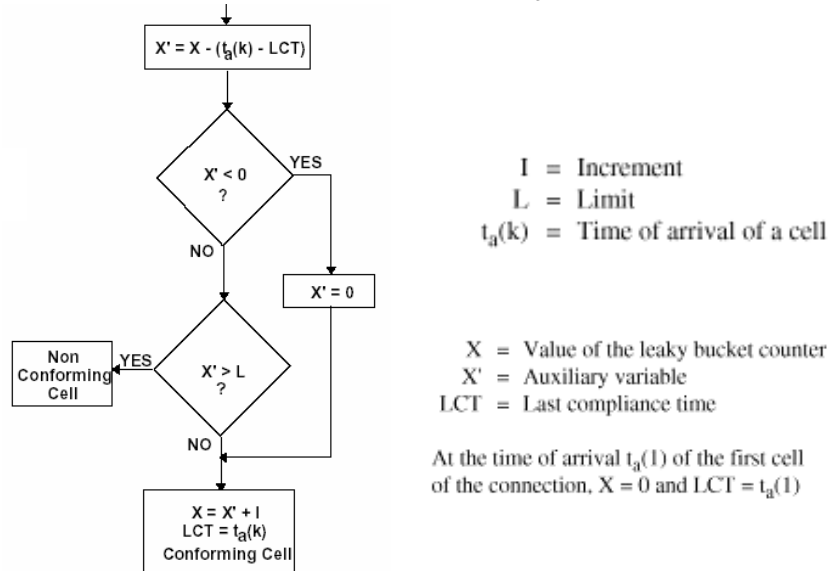 X' = X - (ta(k) - LCT)
X' < 0
?
YES
NO
X' = 0
X' > L
?
YES
Non
Conforming
Cell
NO
X = X' + I
LCT = ta(k)
Conforming Cell
I = Increment
L = Limit
ta(k) = Time of arrival of a cell
X = Value of the leaky bucket counter
X' = Auxiliary variable
LCT = Last compliance time
At the time of arrival ta(1) of the first cell
of the connection, X = 0 and LCT = ta(1)